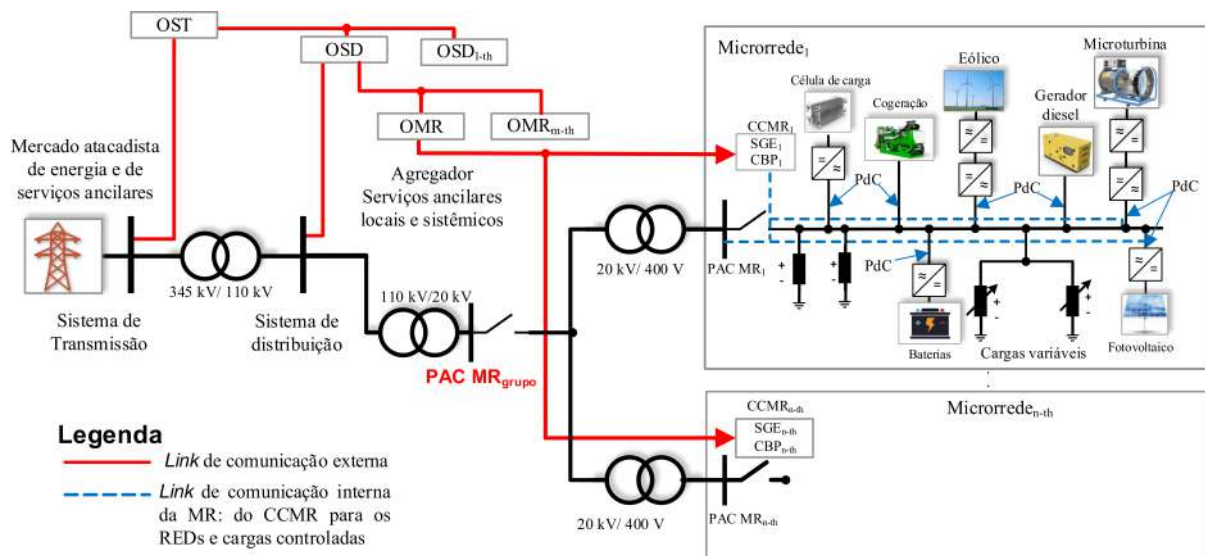 OST
OSD
OSD1-th
OMR
OMRm-th
Mercado atacadista
de energia e de
serviços ancilares
Agregador
Serviços ancilares
locais e sistêmicos
345 kV/ 110 kV
110 kV/20 kV
Sistema de
Transmissão
Sistema de
distribuição
PAC MRgrupo
20 kV/ 400 V
PAC MR1
Microrrede1
Célula de carga
Cogeração
Eólico
Gerador
diesel
Microturbina
CCMR1
SGE1
CBP1
PdC
PdC
PdC
PdC
PdC
+
-
+
-
+
-
+
-
Baterias
Cargas variáveis
Fotovoltaico
Microrreden-th
CCMRn-th
SGEn-th
CBPn-th
20 kV/ 400 V
PAC MRn-th
Legenda
Link de comunicação externa
Link de comunicação interna
da MR: do CCMR para os
REDs e cargas controladas